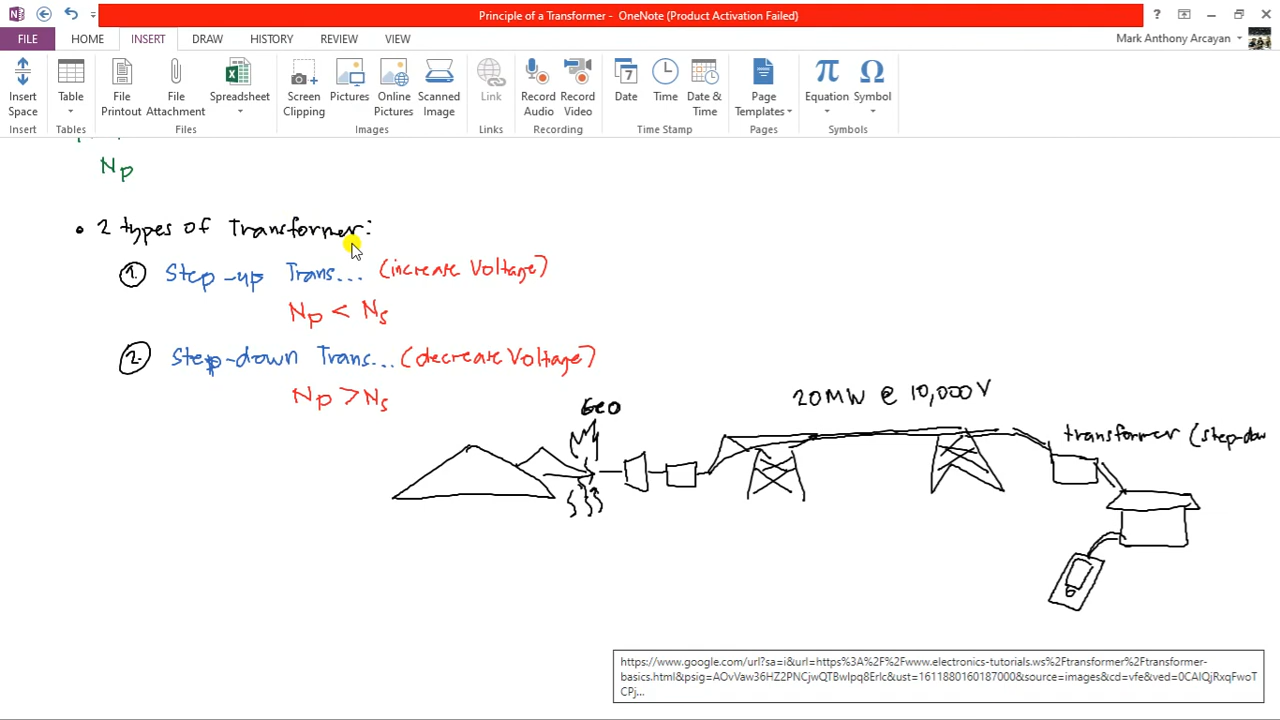 Principle of a Transformer - OneNote (Product Activation Failed)
FILE HOME INSERT DRAW HISTORY REVIEW VIEW
Mark Anthony Arcayan
Insert Space
Table
File Printout
File Attachment
Spreadsheet
Screen Clipping
Pictures
Online Pictures
Scanned Image
Link
Record Audio
Record Video
Date
Time
Date & Time
Page Templates
Equation
Symbol
Insert Tables Files Images Links Recording Time Stamp Pages Symbols
Np
• 2 types of Transformer:
1. Step-up Trans... (increase Voltage)
Np < Ns
2. Step-down Trans... (decrease Voltage)
Np > Ns
20MW @ 10,000V
GEO
transformer (step-dow
https://www.google.com/url?sa=i&url=https%3A%2F%2Fwww.electronics-tutorials.ws%2Ftransformer%2Ftransformer-
basics.html&psig=AOvVaw36HZ2PNCjwQTBwIpq8Erlc&ust=1611880160187000&source=images&cd=vfe&ved=0CAIQjRxqFwoT
CPj...